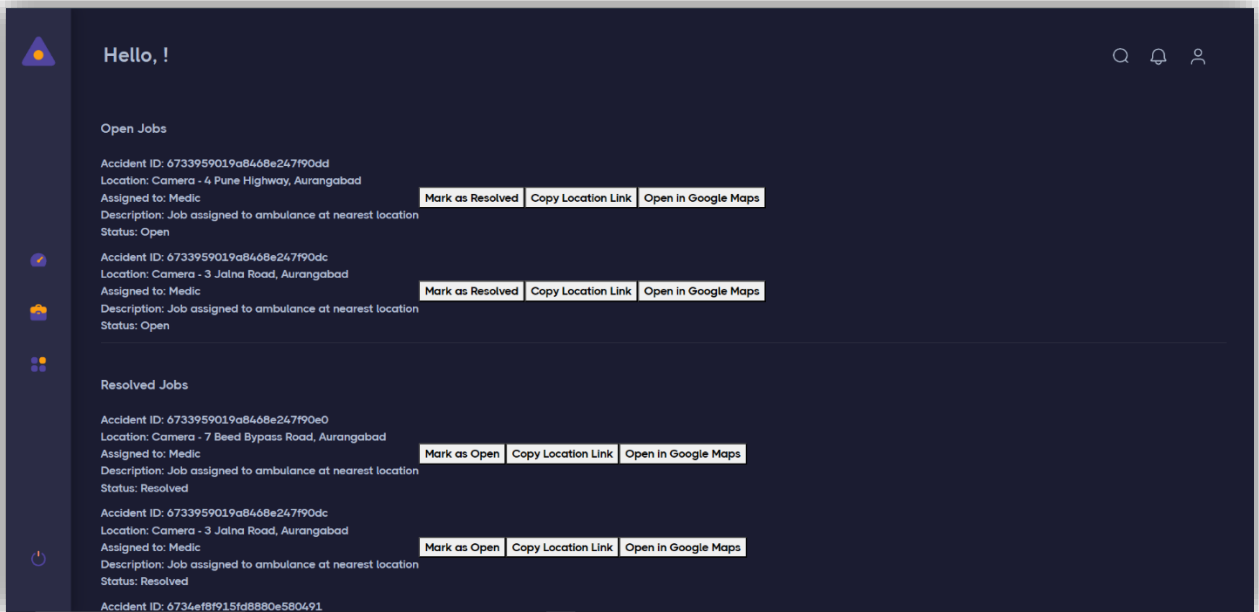 Hello, !
Open Jobs
Accident ID: 6733959019a8468e247f90dd
Location: Camera - 4 Pune Highway, Aurangabad
Assigned to: Medic
Description: Job assigned to ambulance at nearest location
Status: Open
Mark as Resolved Copy Location Link Open in Google Maps
Accident ID: 6733959019a8468e247f90dc
Location: Camera - 3 Jalna Road, Aurangabad
Assigned to: Medic
Description: Job assigned to ambulance at nearest location
Status: Open
Mark as Resolved Copy Location Link Open in Google Maps
Resolved Jobs
Accident ID: 6733959019a8468e247f90e0
Location: Camera - 7 Beed Bypass Road, Aurangabad
Assigned to: Medic
Description: Job assigned to ambulance at nearest location
Status: Resolved
Mark as Open Copy Location Link Open in Google Maps
Accident ID: 6733959019a8468e247f90dc
Location: Camera - 3 Jalna Road, Aurangabad
Assigned to: Medic
Description: Job assigned to ambulance at nearest location
Status: Resolved
Mark as Open Copy Location Link Open in Google Maps
Accident ID: 6734ef8f915fd8880e580491